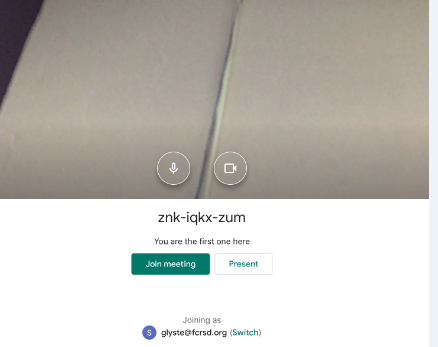 znk-iqkx-zum
You are the first one here
Join meeting
Present
Joining as
S
glyste@fcrsd.org (Switch)